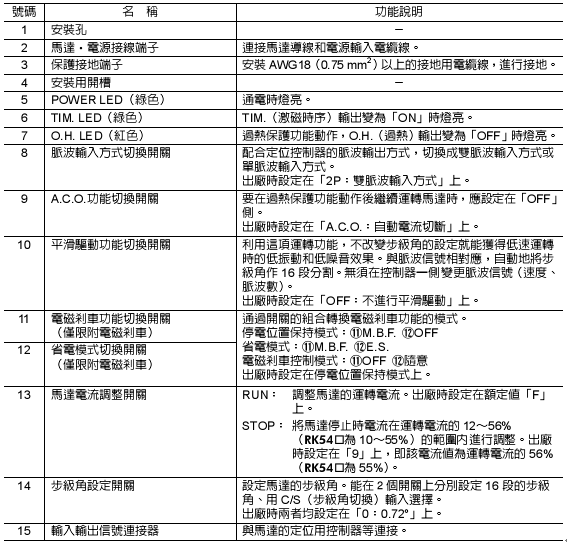 號碼 名 稱 功能說明
1 安裝孔 －
2 馬達・電源接線端子 連接馬達導線和電源輸入電纜線。
3 保護接地端子 安裝 AWG18（0.75 mm²）以上的接地用電纜線，進行接地。
4 安裝用開槽 －
5 POWER LED（綠色） 通電時燈亮。
6 TIM. LED（綠色） TIM.（激磁時序）輸出變為「ON」時燈亮。
7 O.H. LED（紅色） 過熱保護功能動作，O.H.（過熱）輸出變為「OFF」時燈亮。
8 脈波輸入方式切換開關 配合定位控制器的脈波輸出方式，切換成雙脈波輸入方式或
單脈波輸入方式。
出廠時設定在「2P：雙脈波輸入方式」上。
9 A.C.O.功能切換開關 要在過熱保護功能動作後繼續運轉馬達時，應設定在「OFF」
側。
出廠時設定在「A.C.O.：自動電流切斷」上。
10 平滑驅動功能切換開關 利用這項運轉功能，不改變步級角的設定就能獲得低速運轉
時的低振動和低噪音效果。與脈波信號相對應，自動地將步
級角作 16 段分割。無須在控制器一側變更脈波信號（速度、
脈波數）。
出廠時設定在「OFF：不進行平滑驅動」上。
11 電磁剎車功能切換開關
（僅限附電磁剎車）
12 省電模式切換開關
（僅限附電磁剎車）
通過開關的組合轉換電磁剎車功能的模式。
停電位置保持模式：⑪M.B.F. ⑫OFF
省電模式：⑪M.B.F. ⑫E.S.
電磁剎車控制模式：⑪OFF ⑫隨意
出廠時設定在停電位置保持模式上。
13 馬達電流調整開關 RUN： 調整馬達的運轉電流。出廠時設定在額定值「F」
上。
STOP： 將馬達停止時電流在運轉電流的 12～56%
（RK54□為 10～55%）的範圍內進行調整。出廠
時設定在「9」上，即該電流值為運轉電流的 56%
（RK54□為 55%）。
14 步級角設定開關 設定馬達的步級角。能在 2 個開關上分別設定 16 段的步級
角、用 C/S（步級角切換）輸入選擇。
出廠時兩者均設定在「0：0.72°」上。
15 輸入輸出信號連接器 與馬達的定位用控制器等連接。